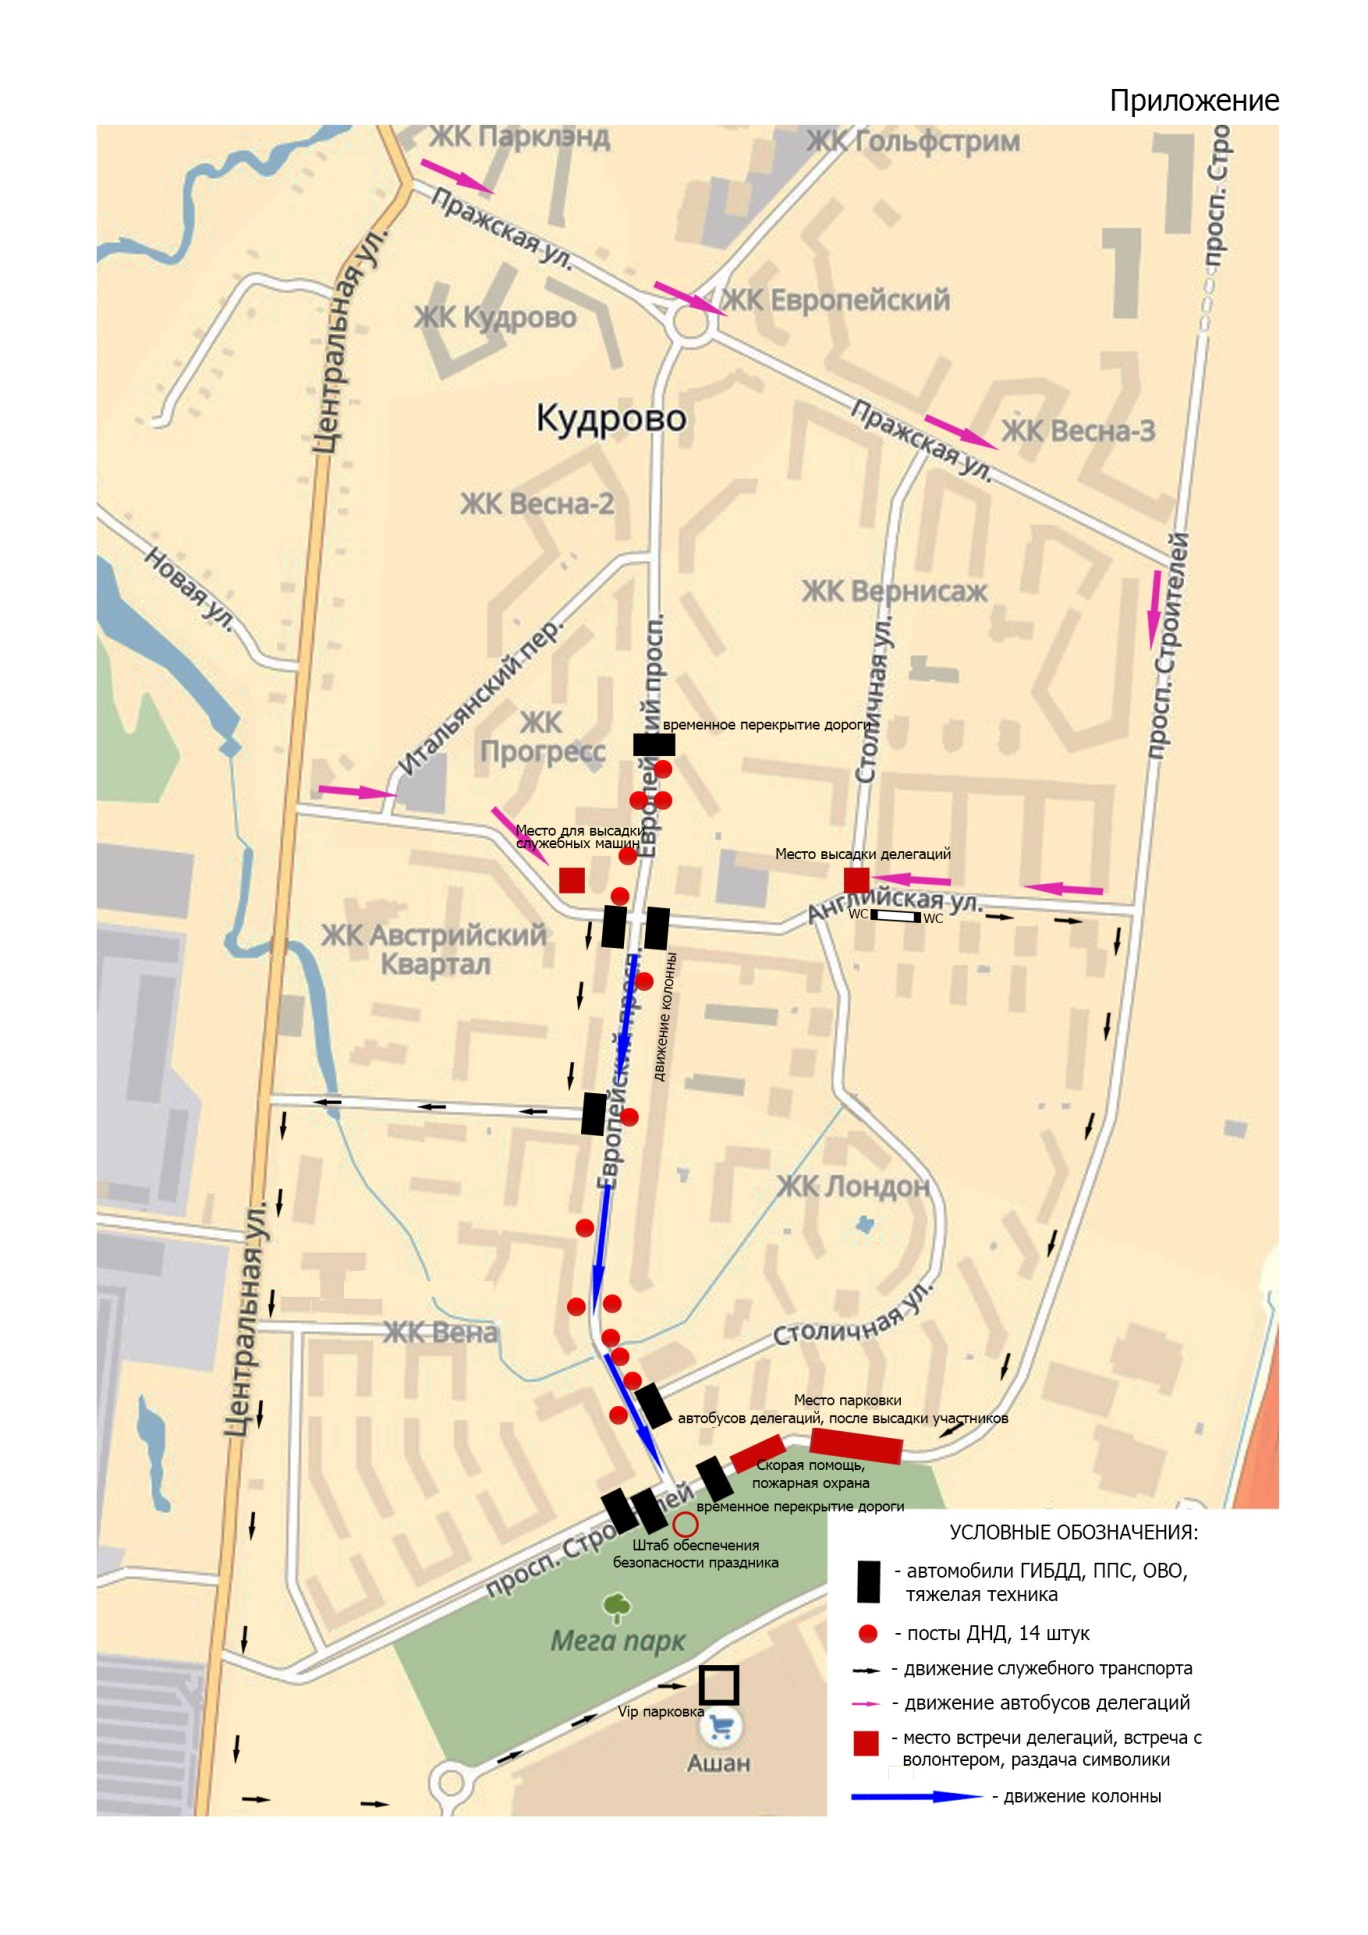 Приложение
ЖК Парклэнд
ЖК Гольфстрим
просп. Стро
Пражская ул.
Центральная ул.
ЖК Кудрово
ЖК Европейский
Кудрово
Пражская ул.
ЖК Весна-3
ЖК Весна-2
Новая ул.
ЖК Вернисаж
просп. Строителей
Итальянский пер.
Столичная ул.
ЖК
Прогресс
временное перекрытие дороги
Европейский просп.
Место для высадки
служебных машин
Место высадки делегаций
Английская ул.
WC
WC
ЖК Австрийский
Квартал
движение колонны
Европейский просп.
ЖК Лондон
Центральная ул.
ЖК Вена
Столичная ул.
Место парковки
автобусов делегаций, после высадки участников
Скорая помощь,
пожарная охрана
временное перекрытие дороги
Штаб обеспечения
безопасности праздника
просп. Стро ей
Мега парк
Vip парковка
Ашан
УСЛОВНЫЕ ОБОЗНАЧЕНИЯ:
- автомобили ГИБДД, ППС, ОВО,
тяжелая техника
- посты ДНД, 14 штук
- движение служебного транспорта
- движение автобусов делегаций
- место встречи делегаций, встреча с
волонтером, раздача символики
- движение колонны